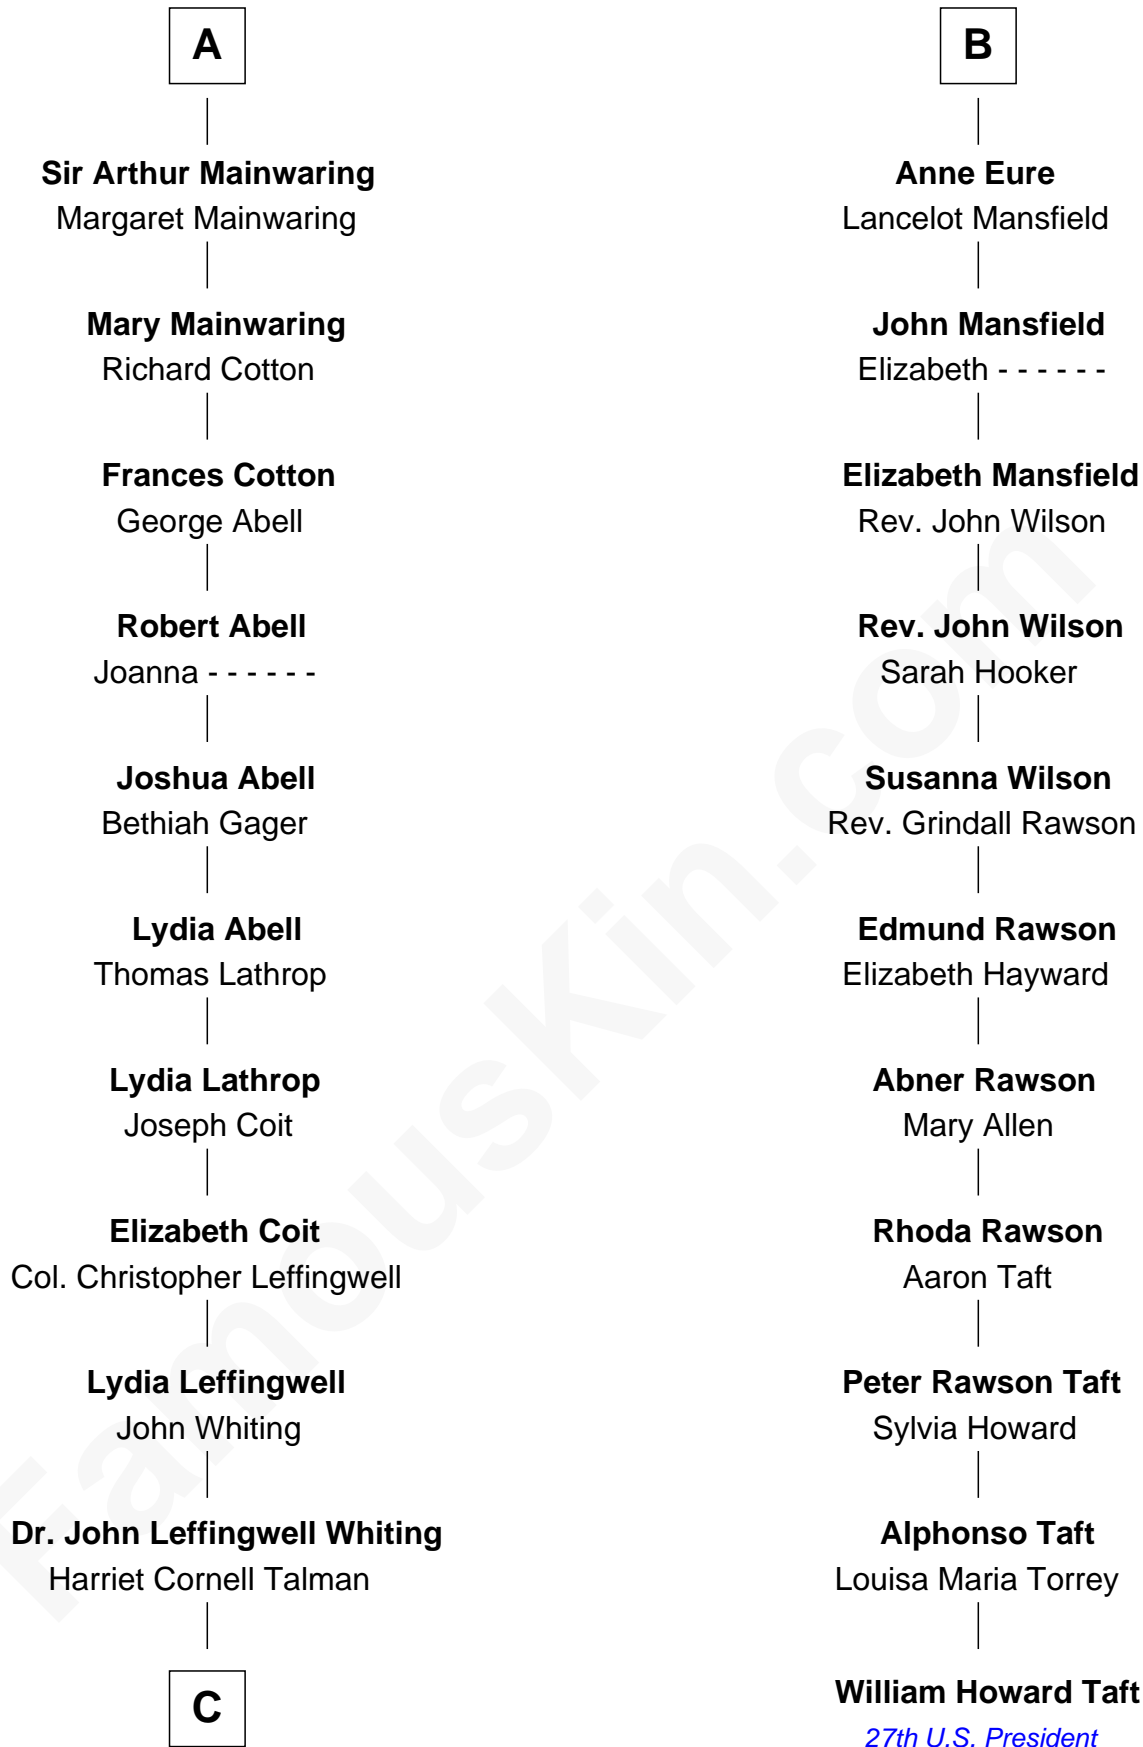 A
Sir Arthur Mainwaring
Margaret Mainwaring
Mary Mainwaring
Richard Cotton
Frances Cotton
George Abell
Robert Abell
Joanna - - - - - -
Joshua Abell
Bethiah Gager
Lydia Abell
Thomas Lathrop
Lydia Lathrop
Joseph Coit
Elizabeth Coit
Col. Christopher Leffingwell
Lydia Leffingwell
John Whiting
Dr. John Leffingwell Whiting
Harriet Cornell Talman
C
B
Anne Eure
Lancelot Mansfield
John Mansfield
Elizabeth - - - - - -
Elizabeth Mansfield
Rev. John Wilson
Rev. John Wilson
Sarah Hooker
Susanna Wilson
Rev. Grindall Rawson
Edmund Rawson
Elizabeth Hayward
Abner Rawson
Mary Allen
Rhoda Rawson
Aaron Taft
Peter Rawson Taft
Sylvia Howard
Alphonso Taft
Louisa Maria Torrey
William Howard Taft
27th U.S. President
FamousKin.com